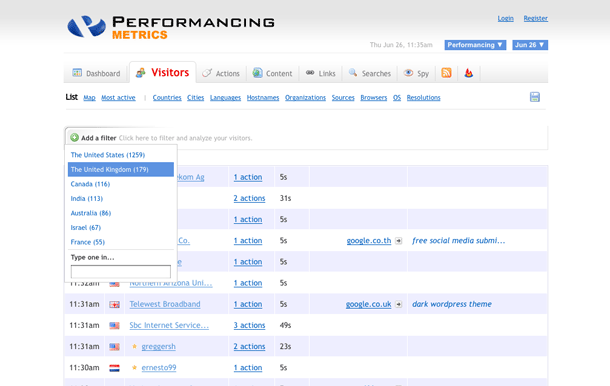 PERFORMANCING
METRICS
Login Register
Thu Jun 26, 11:35am Performancing ▼ Jun 26 ▼
Dashboard Visitors Actions Content Links Searches Spy
List Map Most active | Countries Cities Languages Hostnames Organizations Sources Browsers OS Resolutions
Add a filter Click here to filter and analyze your visitors.
The United States (1259)
The United Kingdom (179)
Canada (116)
India (113)
Australia (86)
Israel (67)
France (55)
Type one in...
ekom Ag 1 action 5s
2 actions 31s
1 action 5s
Co. 1 action 5s google.co.th free social media submi...
e 1 action 5s
11:32am Northern Arizona Uni... 1 action 5s
11:31am Telewest Broadband 1 action 5s google.co.uk dark wordpress theme
11:31am Sbc Internet Service... 3 actions 49s
11:31am greggersh 2 actions 23s
11:30am ernesto99 1 action 5s